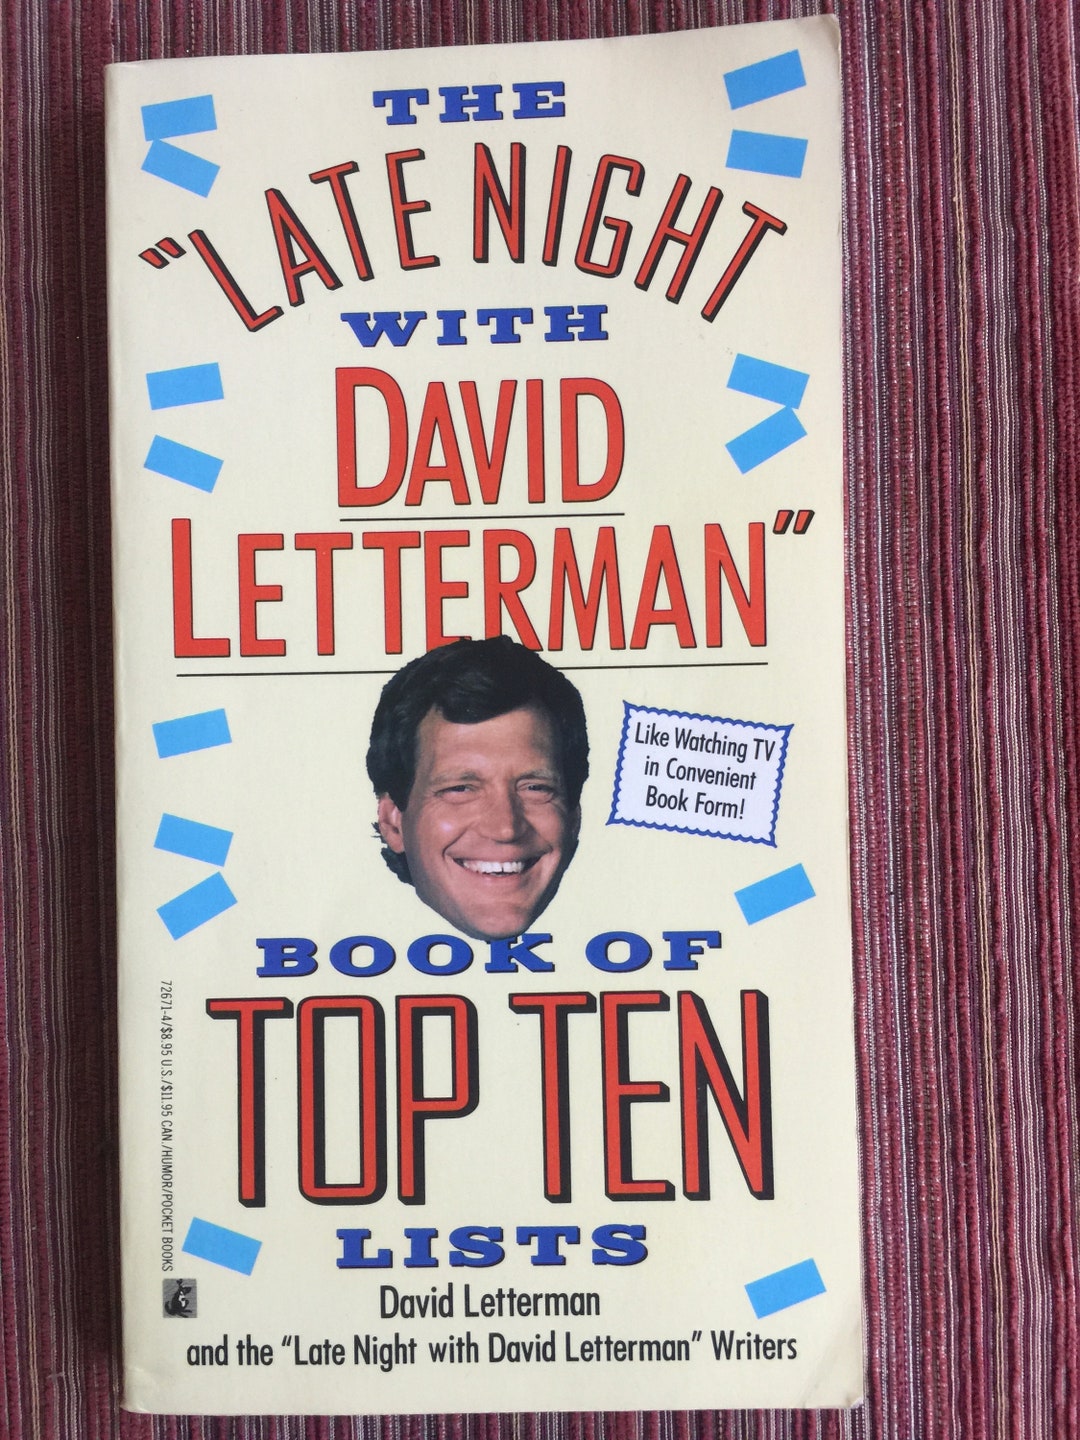 THE
"LATE NIGHT
WITH
DAVID
LETTERMAN"
Like Watching TV
in Convenient
Book Form!
BOOK OF
TOP TEN
LISTS
David Letterman
and the "Late Night with David Letterman" Writers
72671-4/$8.95 U.S./$11.95 CAN./HUMOR/POCKET BOOKS